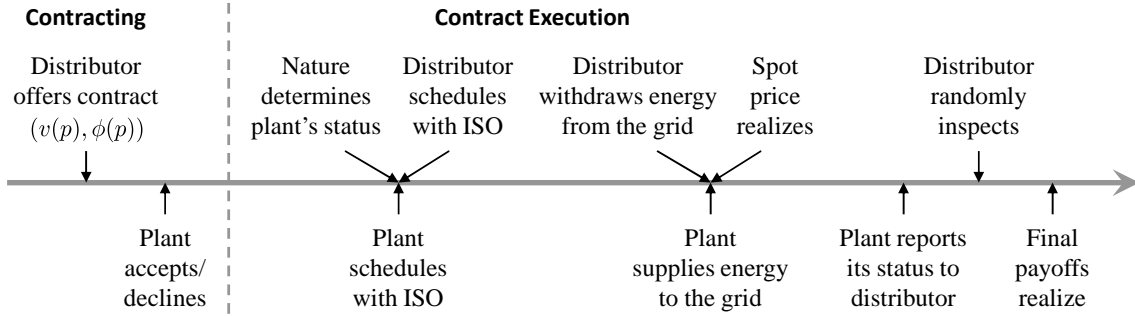 Contracting
Contract Execution
Distributor
offers contract
(v(p), ϕ(p))
Nature
determines
plant's status
Distributor
schedules
with ISO
Distributor
withdraws energy
from the grid
Spot
price
realizes
Distributor
randomly
inspects
Plant
accepts/
declines
Plant
schedules
with ISO
Plant
supplies energy
to the grid
Plant reports
its status to
distributor
Final
payoffs
realize